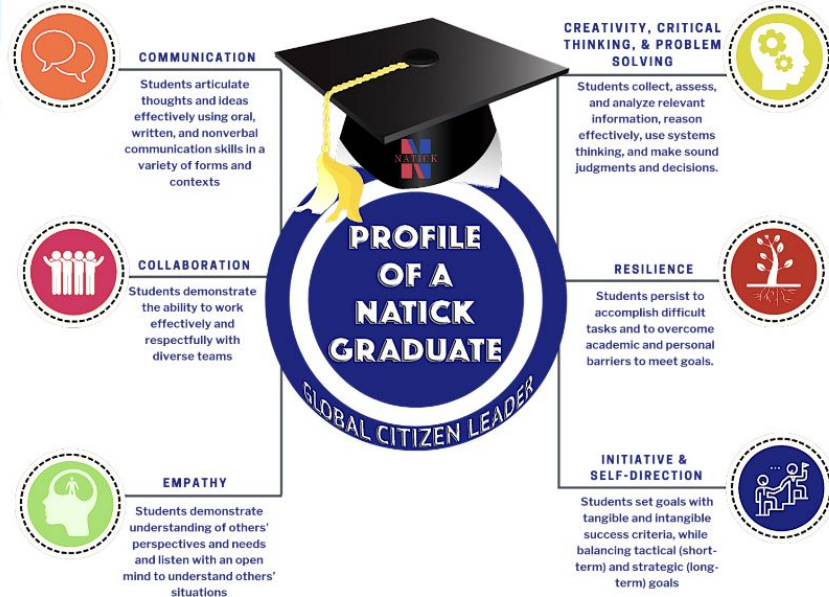 COMMUNICATION
Students articulate
thoughts and ideas
effectively using oral,
written, and nonverbal
communication skills in a
variety of forms and
contexts
COLLABORATION
Students demonstrate
the ability to work
effectively and
respectfully with
diverse teams
EMPATHY
Students demonstrate
understanding of others'
perspectives and needs
and listen with an open
mind to understand others'
situations
NATICK
PROFILE
OF A
NATICK
GRADUATE
GLOBAL CITIZEN LEADER
CREATIVITY, CRITICAL
THINKING, & PROBLEM
SOLVING
Students collect, assess,
and analyze relevant
information, reason
effectively, use systems
thinking, and make sound
judgments and decisions.
RESILIENCE
Students persist to
accomplish difficult
tasks and to overcome
academic and personal
barriers to meet goals.
INITIATIVE &
SELF-DIRECTION
Students set goals with
tangible and intangible
success criteria, while
balancing tactical (short-
term) and strategic (long-
term) goals